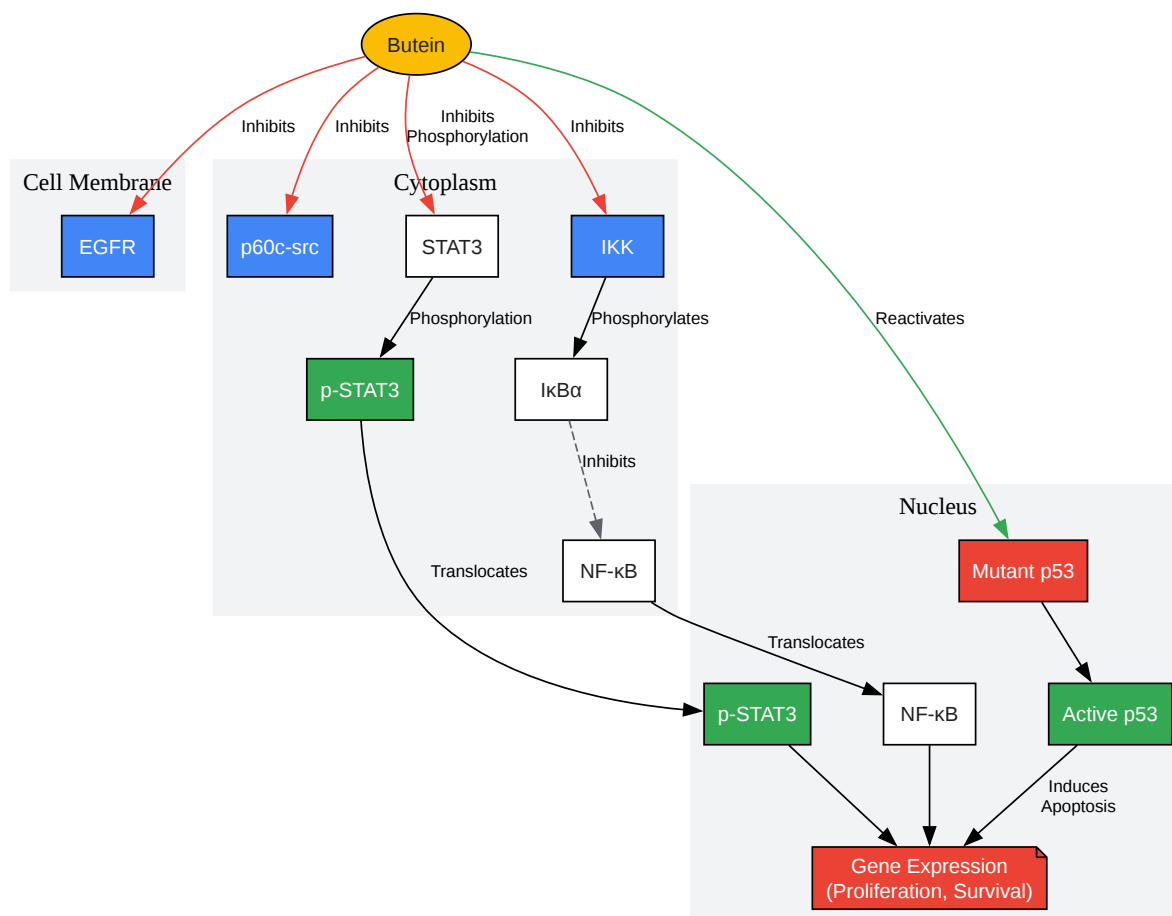 Butein
Inhibits
Inhibits
Inhibits
Phosphorylation
Inhibits
Cell Membrane
Cytoplasm
EGFR
p60c-src
STAT3
IKK
Phosphorylation
Phosphorylates
Reactivates
p-STAT3
IκBα
Inhibits
Nucleus
Translocates
NF-κB
Mutant p53
Translocates
p-STAT3
NF-κB
Active p53
Induces
Apoptosis
Gene Expression
(Proliferation, Survival)